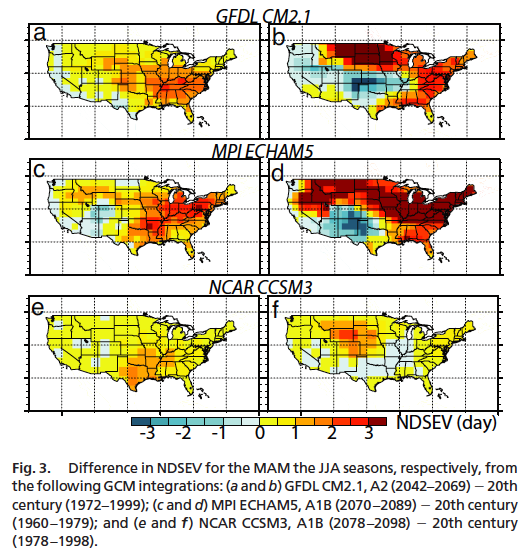 GFDL CM2.1
a
b
MPI ECHAM5
c
d
NCAR CCSM3
e
f
-3 -2 -1 0 1 2 3 NDSEV (day)
Fig. 3. Difference in NDSEV for the MAM the JJA seasons, respectively, from
the following GCM integrations: (a and b) GFDL CM2.1, A2 (2042–2069) − 20th
century (1972–1999); (c and d) MPI ECHAM5, A1B (2070–2089) − 20th century
(1960–1979); and (e and f) NCAR CCSM3, A1B (2078–2098) − 20th century
(1978–1998).